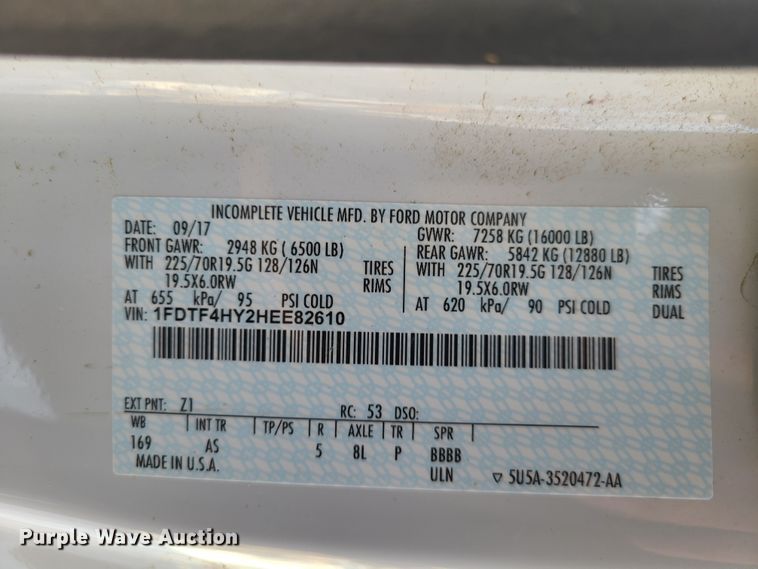 INCOMPLETE VEHICLE MFD. BY FORD MOTOR COMPANY
DATE: 09/17 GVWR: 7258 KG (16000 LB)
FRONT GAWR: 2948 KG ( 6500 LB) REAR GAWR: 5842 KG (12880 LB)
WITH 225/70R19.5G 128/126N TIRES WITH 225/70R19.5G 128/126N TIRES
19.5X6.0RW RIMS 19.5X6.0RW RIMS
AT 655 kPa/ 95 PSI COLD AT 620 kPa/ 90 PSI COLD DUAL
VIN: 1FDTF4HY2HEE82610
EXT PNT: Z1 RC: 53 DSO:
WB INT TR TP/PS R AXLE TR SPR
169 AS 5 8L P BBBB
MADE IN U.S.A. ULN ▽ 5U5A-3520472-AA
Purple Wave Auction